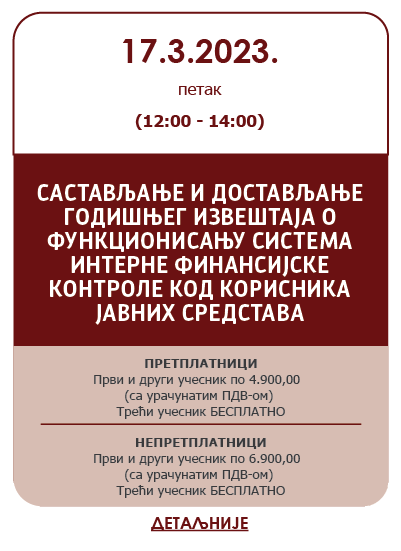 17.3.2023.
петак
(12:00 - 14:00)
САСТАВЉАЊЕ И ДОСТАВЉАЊЕ
ГОДИШЊЕГ ИЗВЕШТАЈА О
ФУНКЦИОНИСАЊУ СИСТЕМА
ИНТЕРНЕ ФИНАНСИЈСКЕ
КОНТРОЛЕ КОД КОРИСНИКА
ЈАВНИХ СРЕДСТАВА
ПРЕТПЛАТНИЦИ
Први и други учесник по 4.900,00
(са урачунатим ПДВ-ом)
Трећи учесник БЕСПЛАТНО
НЕПРЕТПЛАТНИЦИ
Први и други учесник по 6.900,00
(са урачунатим ПДВ-ом)
Трећи учесник БЕСПЛАТНО
ДЕТАЉНИЈЕ